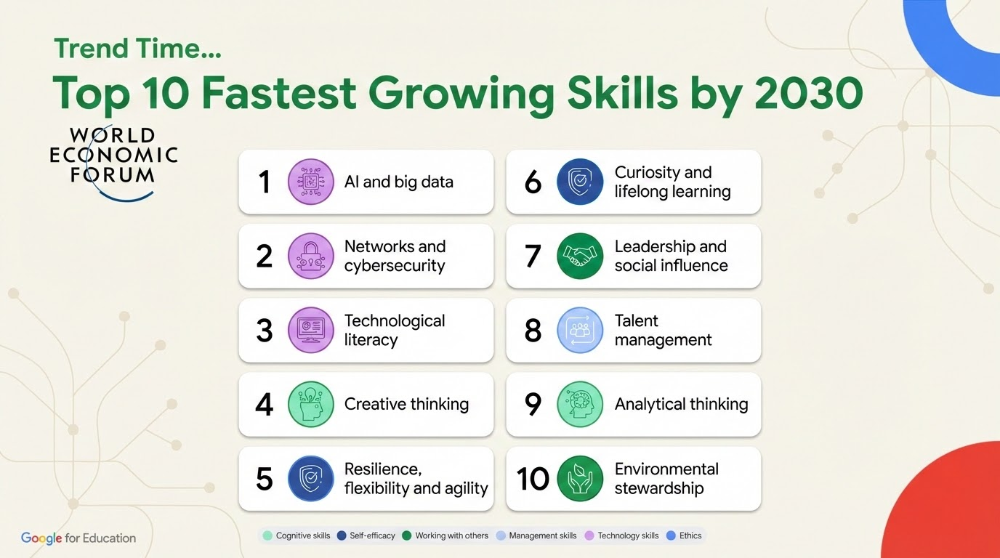 Trend Time...
Top 10 Fastest Growing Skills by 2030
WORLD
ECONOMIC
FORUM
1
AI and big data
2
Networks and
cybersecurity
3
Technological
literacy
4
Creative thinking
5
Resilience,
flexibility and agility
6
Curiosity and
lifelong learning
7
Leadership and
social influence
8
Talent
management
9
Analytical thinking
10
Environmental
stewardship
Google for Education
Cognitive skills
Self-efficacy
Working with others
Management skills
Technology skills
Ethics